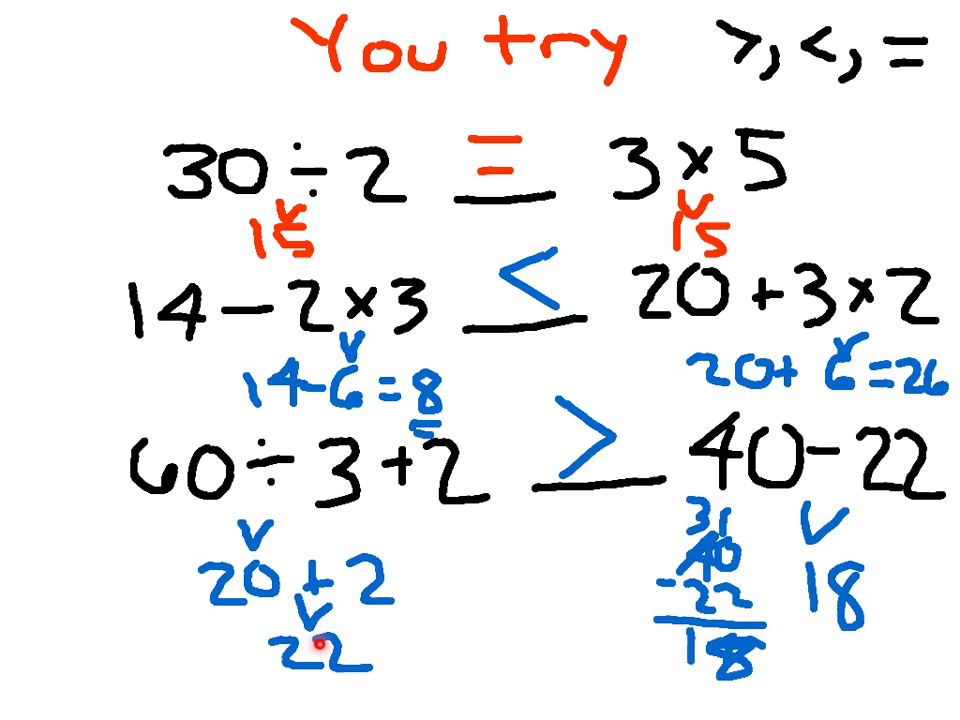 You try >, <, =
30 ÷ 2 = 3 × 5
15 15
14 - 2 × 3 < 20 + 3 × 2
14 - 6 = 8 20 + 6 = 26
60 ÷ 3 + 2 > 40 - 22
31
20 + 2 40 18
- 22
22 18